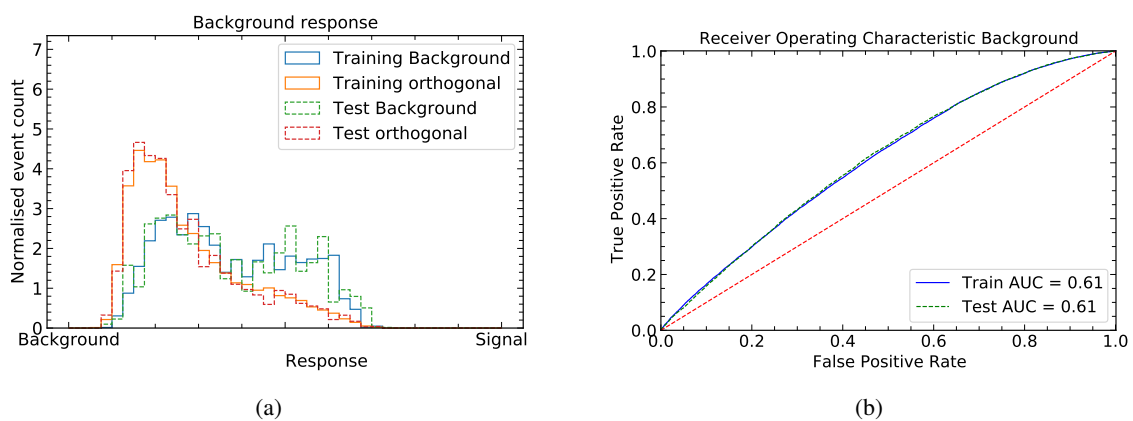 Background response
Normalised event count
7
6
5
4
3
2
1
0
Training Background
Training orthogonal
Test Background
Test orthogonal
Background
Signal
Response
(a)
Receiver Operating Characteristic Background
True Positive Rate
1.0
0.8
0.6
0.4
0.2
0.0
Train AUC = 0.61
Test AUC = 0.61
0.0 0.2 0.4 0.6 0.8 1.0
False Positive Rate
(b)